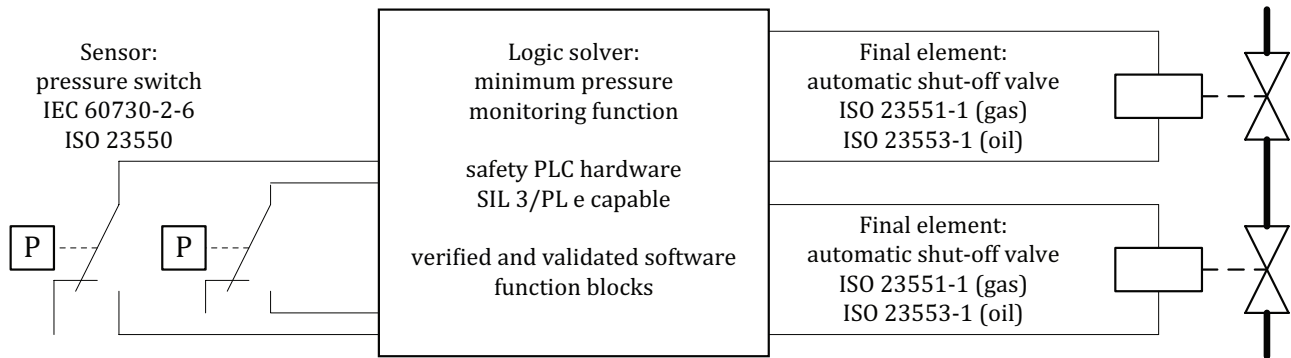 Sensor:
pressure switch
IEC 60730-2-6
ISO 23550
P
P
Logic solver:
minimum pressure
monitoring function
safety PLC hardware
SIL 3/PL e capable
verified and validated software
function blocks
Final element:
automatic shut-off valve
ISO 23551-1 (gas)
ISO 23553-1 (oil)
Final element:
automatic shut-off valve
ISO 23551-1 (gas)
ISO 23553-1 (oil)